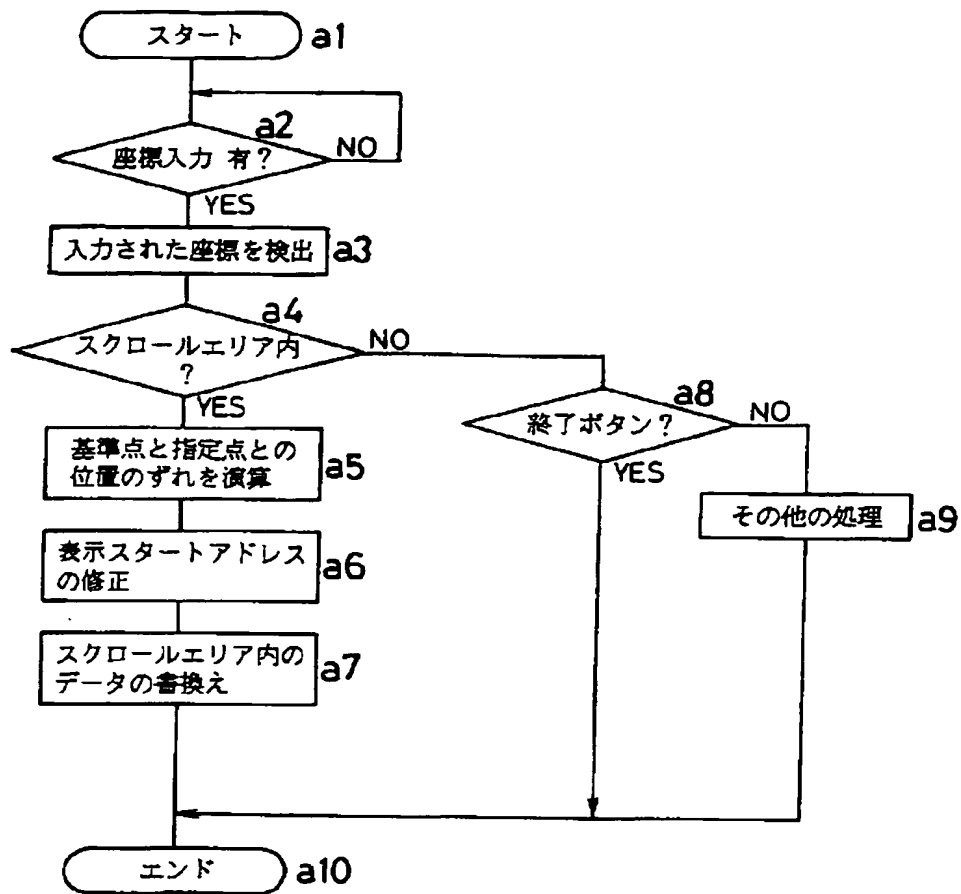 スタート a1
a2
座標入力 有? NO
YES
入力された座標を検出 a3
a4
スクロールエリア内 NO
?
YES
基準点と指定点との
位置のずれを演算 a5
表示スタートアドレス
の修正 a6
スクロールエリア内の
データの書換え a7
a8
終了ボタン? NO
YES
その他の処理 a9
エンド a10